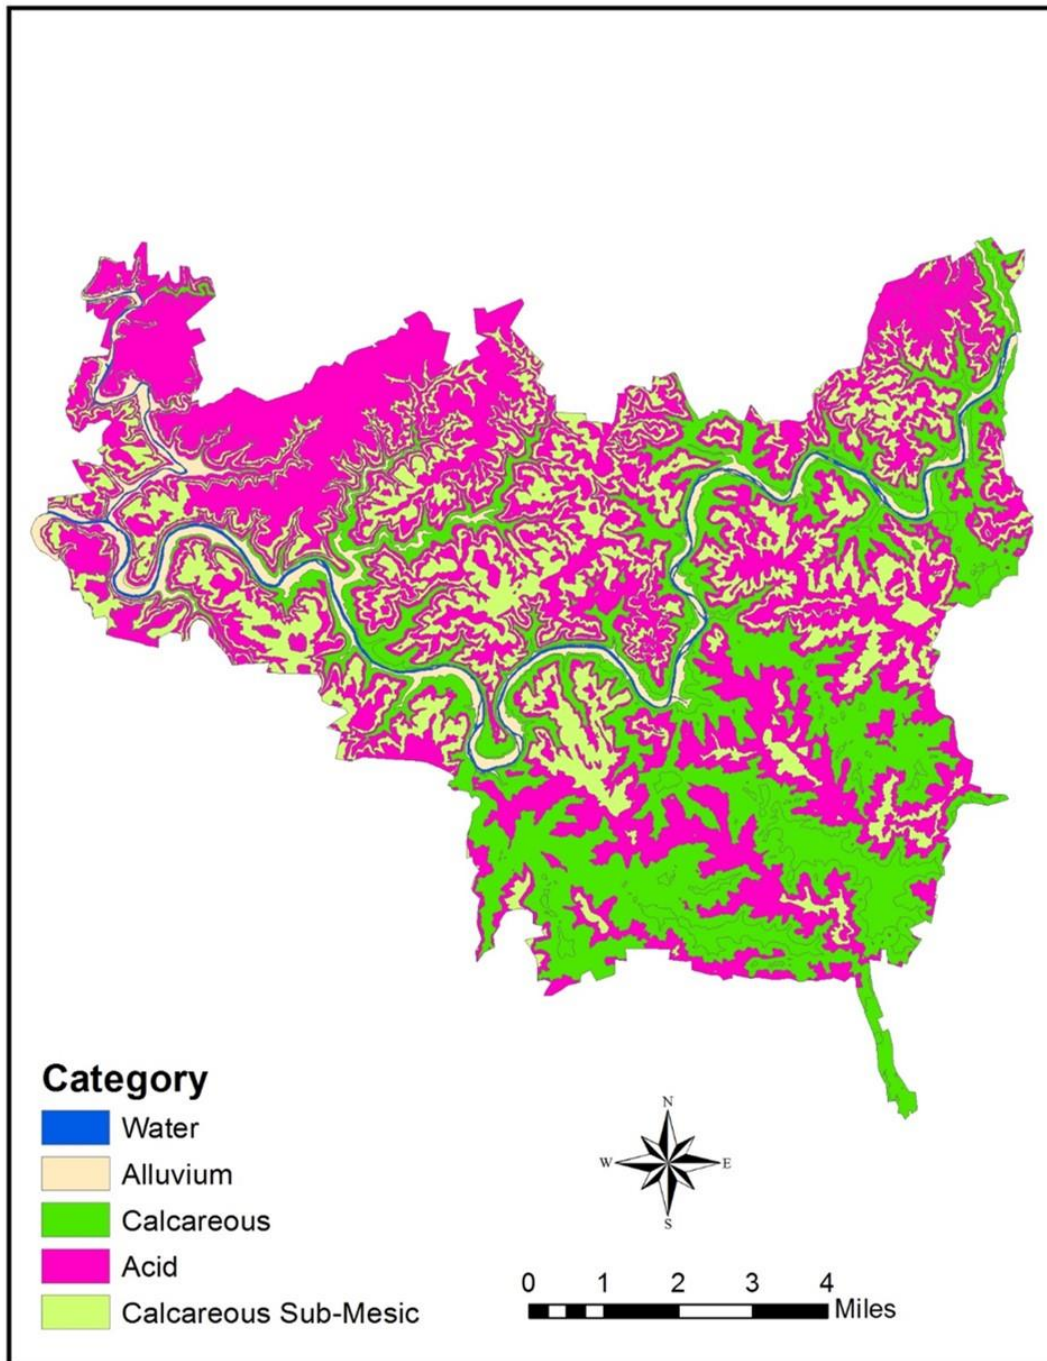 Category
Water
Alluvium
Calcareous
Acid
Calcareous Sub-Mesic
N
W E
S
0 1 2 3 4
Miles